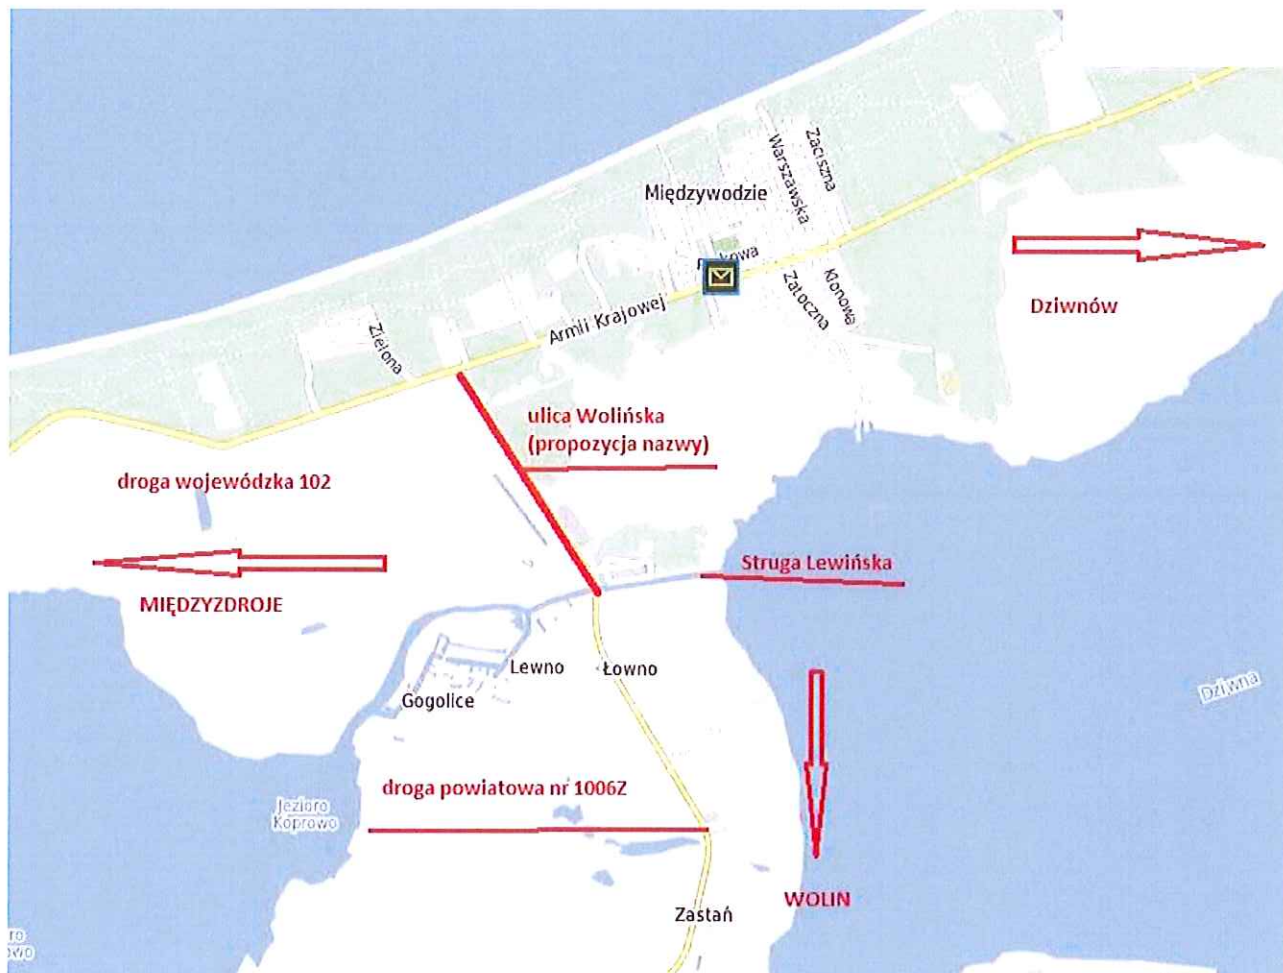 Zaciszna
Warszawska
Międzywodzie
Klonowa
Zatoczna
Dziwnów
Armii Krajowej
Zielona
ulica Wolińska
(propozycja nazwy)
droga wojewódzka 102
Struga Lewińska
MIĘDZYZDROJE
Lewno
Łowno
Gogolice
Dziwna
droga powiatowa nr 1006Z
Jezioro
Koprowo
WOLIN
Zastań